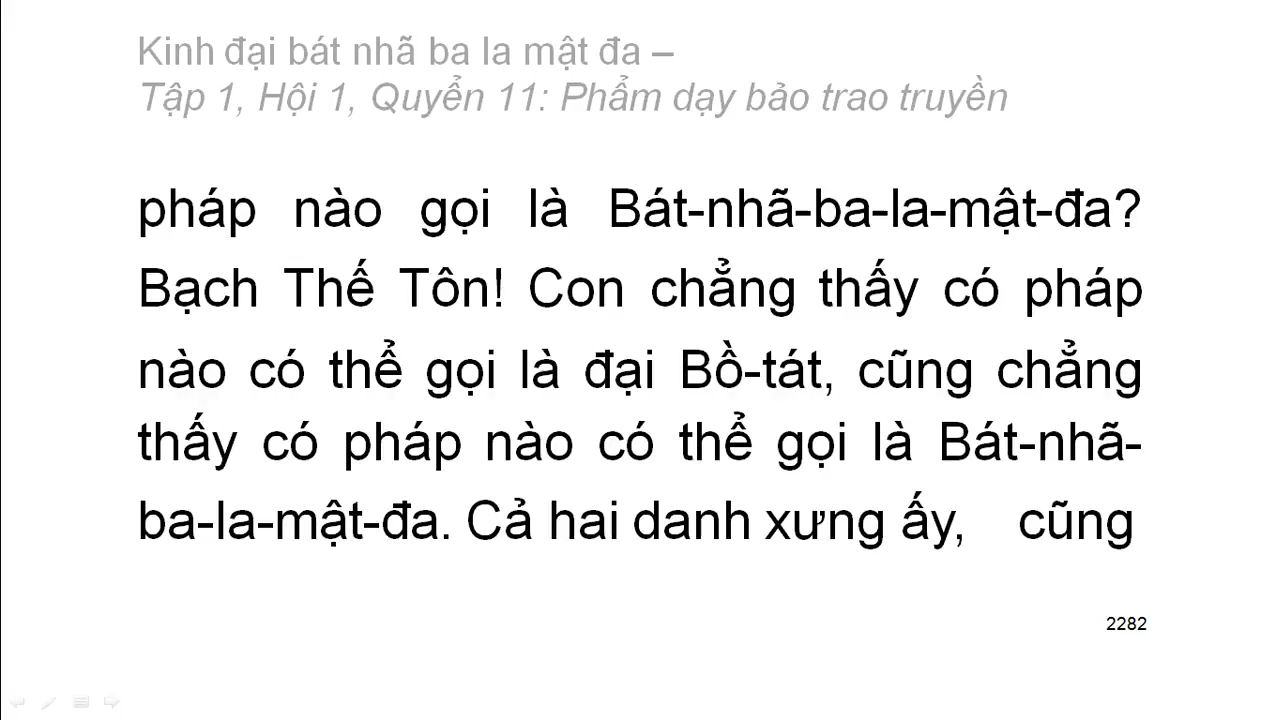 Kinh đại bát nhã ba la mật đa –
Tập 1, Hội 1, Quyển 11: Phẩm dạy bảo trao truyền
pháp nào gọi là Bát-nhã-ba-la-mật-đa?
Bạch Thế Tôn! Con chẳng thấy có pháp
nào có thể gọi là đại Bồ-tát, cũng chẳng
thấy có pháp nào có thể gọi là Bát-nhã-
ba-la-mật-đa. Cả hai danh xưng ấy, cũng
2282